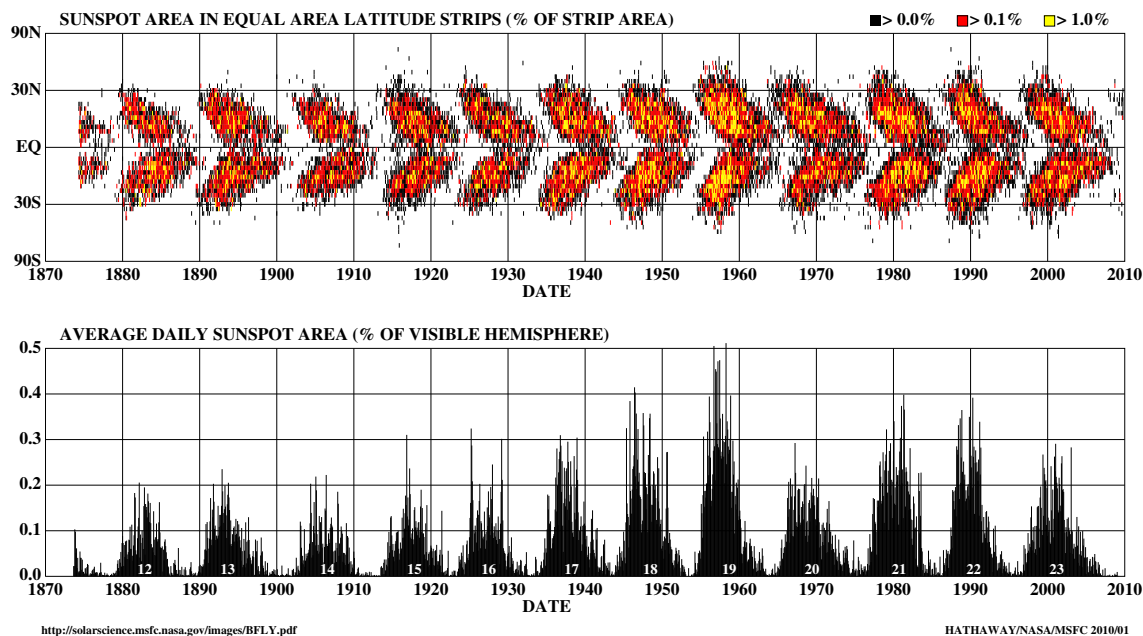 SUNSPOT AREA IN EQUAL AREA LATITUDE STRIPS (% OF STRIP AREA) > 0.0% > 0.1% > 1.0%
90N
30N
EQ
30S
90S
1870 1880 1890 1900 1910 1920 1930 1940 1950 1960 1970 1980 1990 2000 2010
DATE
AVERAGE DAILY SUNSPOT AREA (% OF VISIBLE HEMISPHERE)
0.5
0.4
0.3
0.2
0.1
0.0
12 13 14 15 16 17 18 19 20 21 22 23
1870 1880 1890 1900 1910 1920 1930 1940 1950 1960 1970 1980 1990 2000 2010
DATE
http://solarscience.msfc.nasa.gov/images/BFLY.pdf HATHAWAY/NASA/MSFC 2010/01